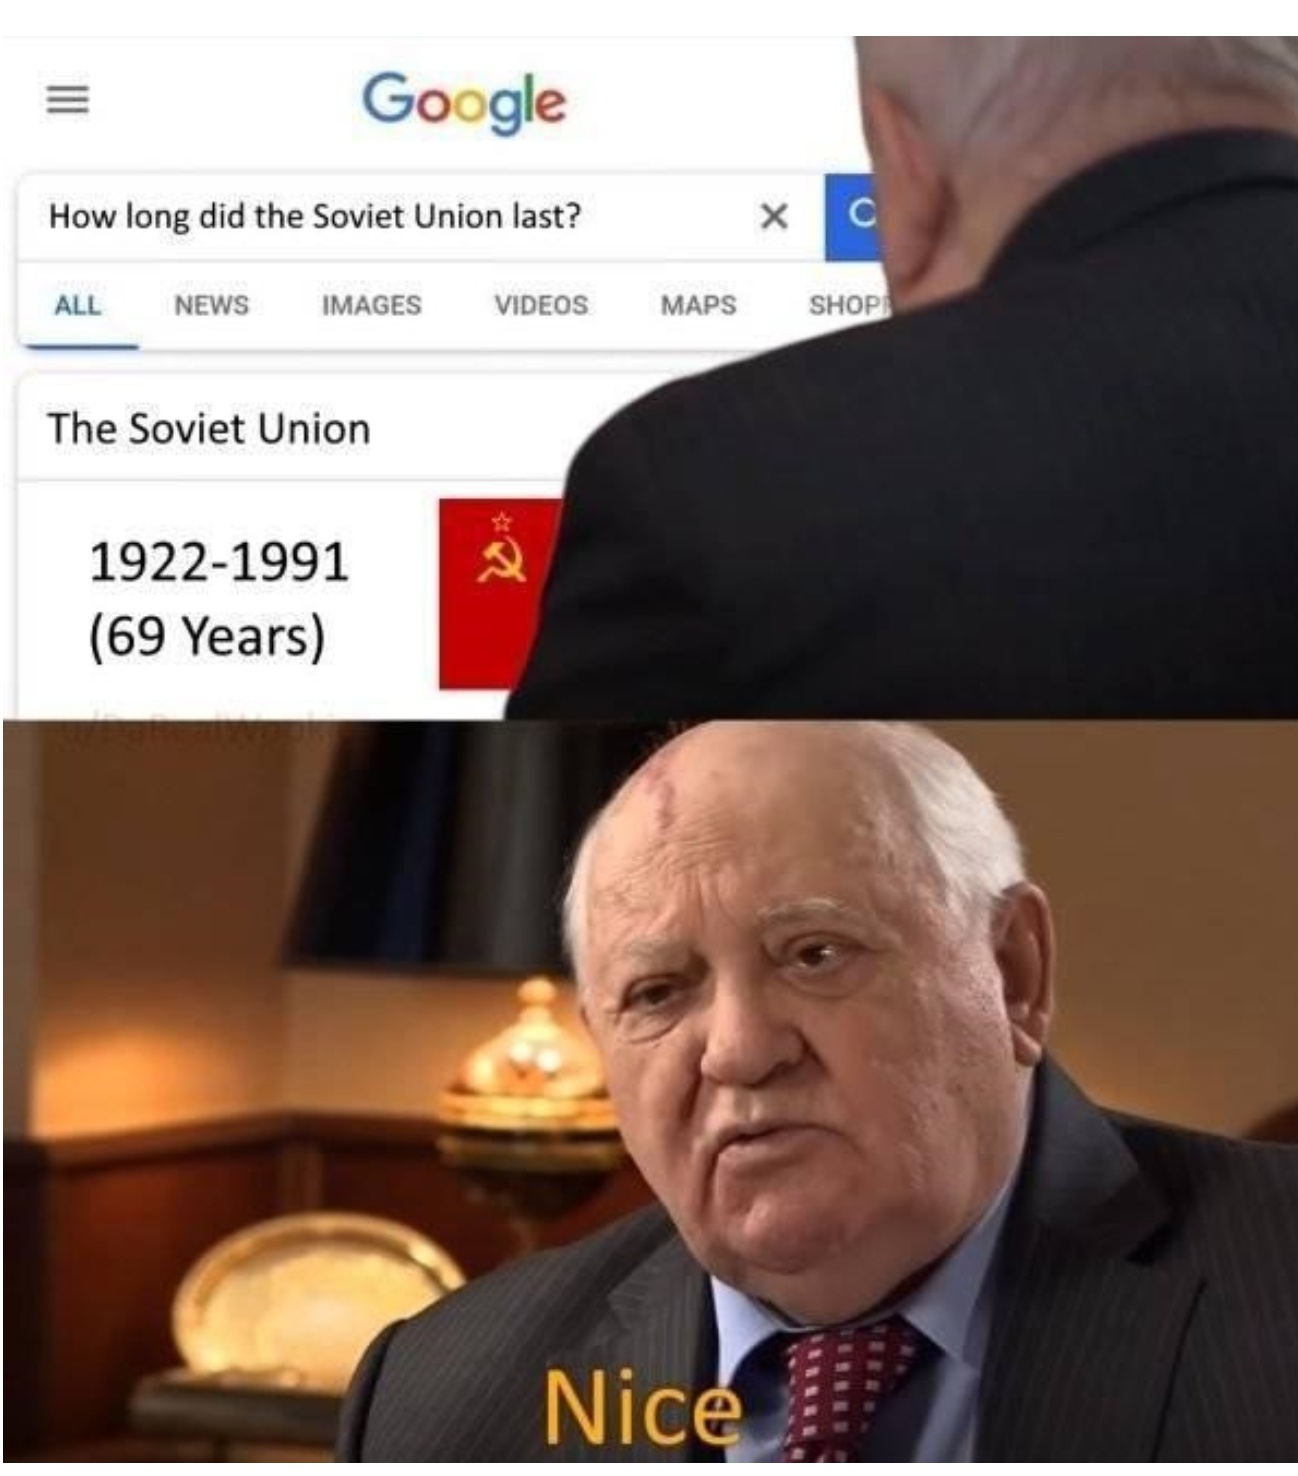 Google
How long did the Soviet Union last?
ALL NEWS IMAGES VIDEOS MAPS SHOP
The Soviet Union
1922-1991
(69 Years)
Nice